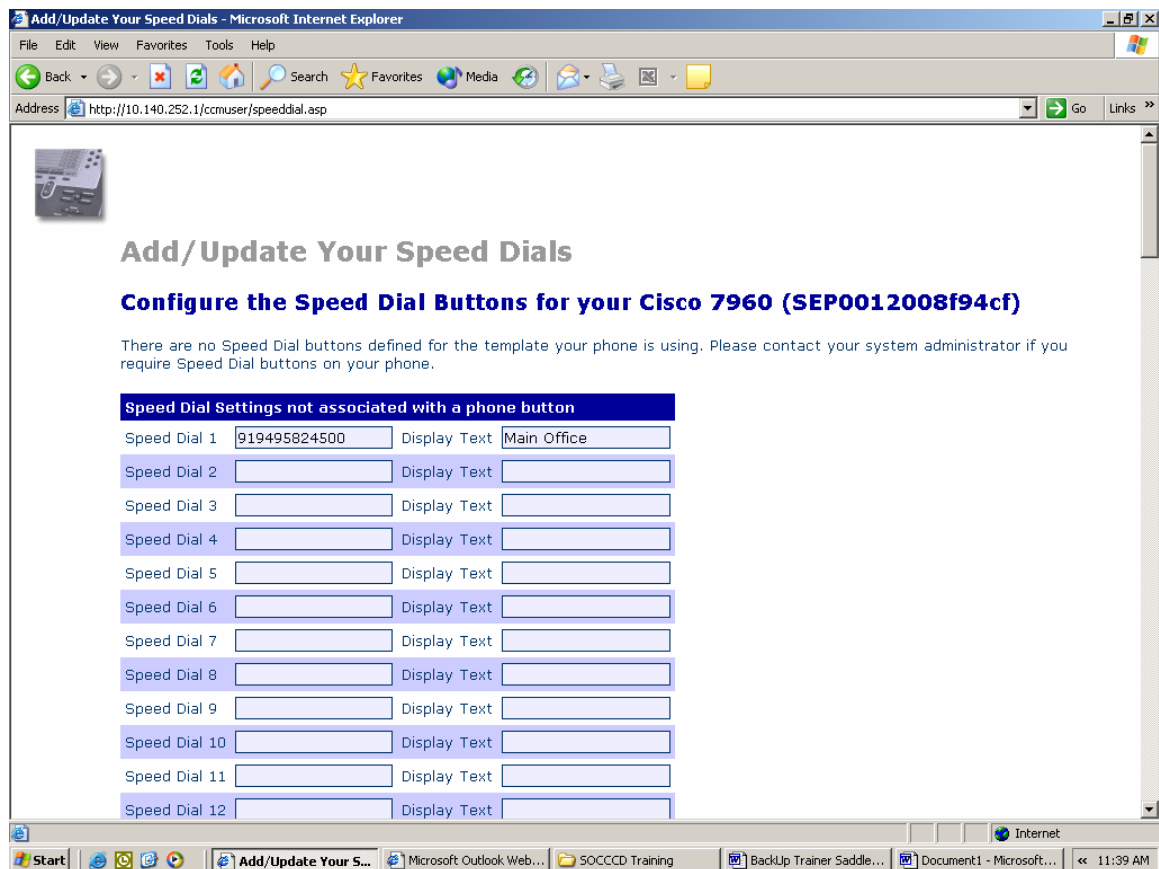 Add/Update Your Speed Dials - Microsoft Internet Explorer
File Edit View Favorites Tools Help
Back Search Favorites Media
Address http://10.140.252.1/ccmuser/speeddial.asp Go Links »
Add/Update Your Speed Dials
Configure the Speed Dial Buttons for your Cisco 7960 (SEP0012008f94cf)
There are no Speed Dial buttons defined for the template your phone is using. Please contact your system administrator if you
require Speed Dial buttons on your phone.
Speed Dial Settings not associated with a phone button
Speed Dial 1 919495824500 Display Text Main Office
Speed Dial 2 Display Text
Speed Dial 3 Display Text
Speed Dial 4 Display Text
Speed Dial 5 Display Text
Speed Dial 6 Display Text
Speed Dial 7 Display Text
Speed Dial 8 Display Text
Speed Dial 9 Display Text
Speed Dial 10 Display Text
Speed Dial 11 Display Text
Speed Dial 12 Display Text
Internet
Start Add/Update Your S... Microsoft Outlook Web... SOCCCD Training BackUp Trainer Saddle... Document1 - Microsoft... « 11:39 AM